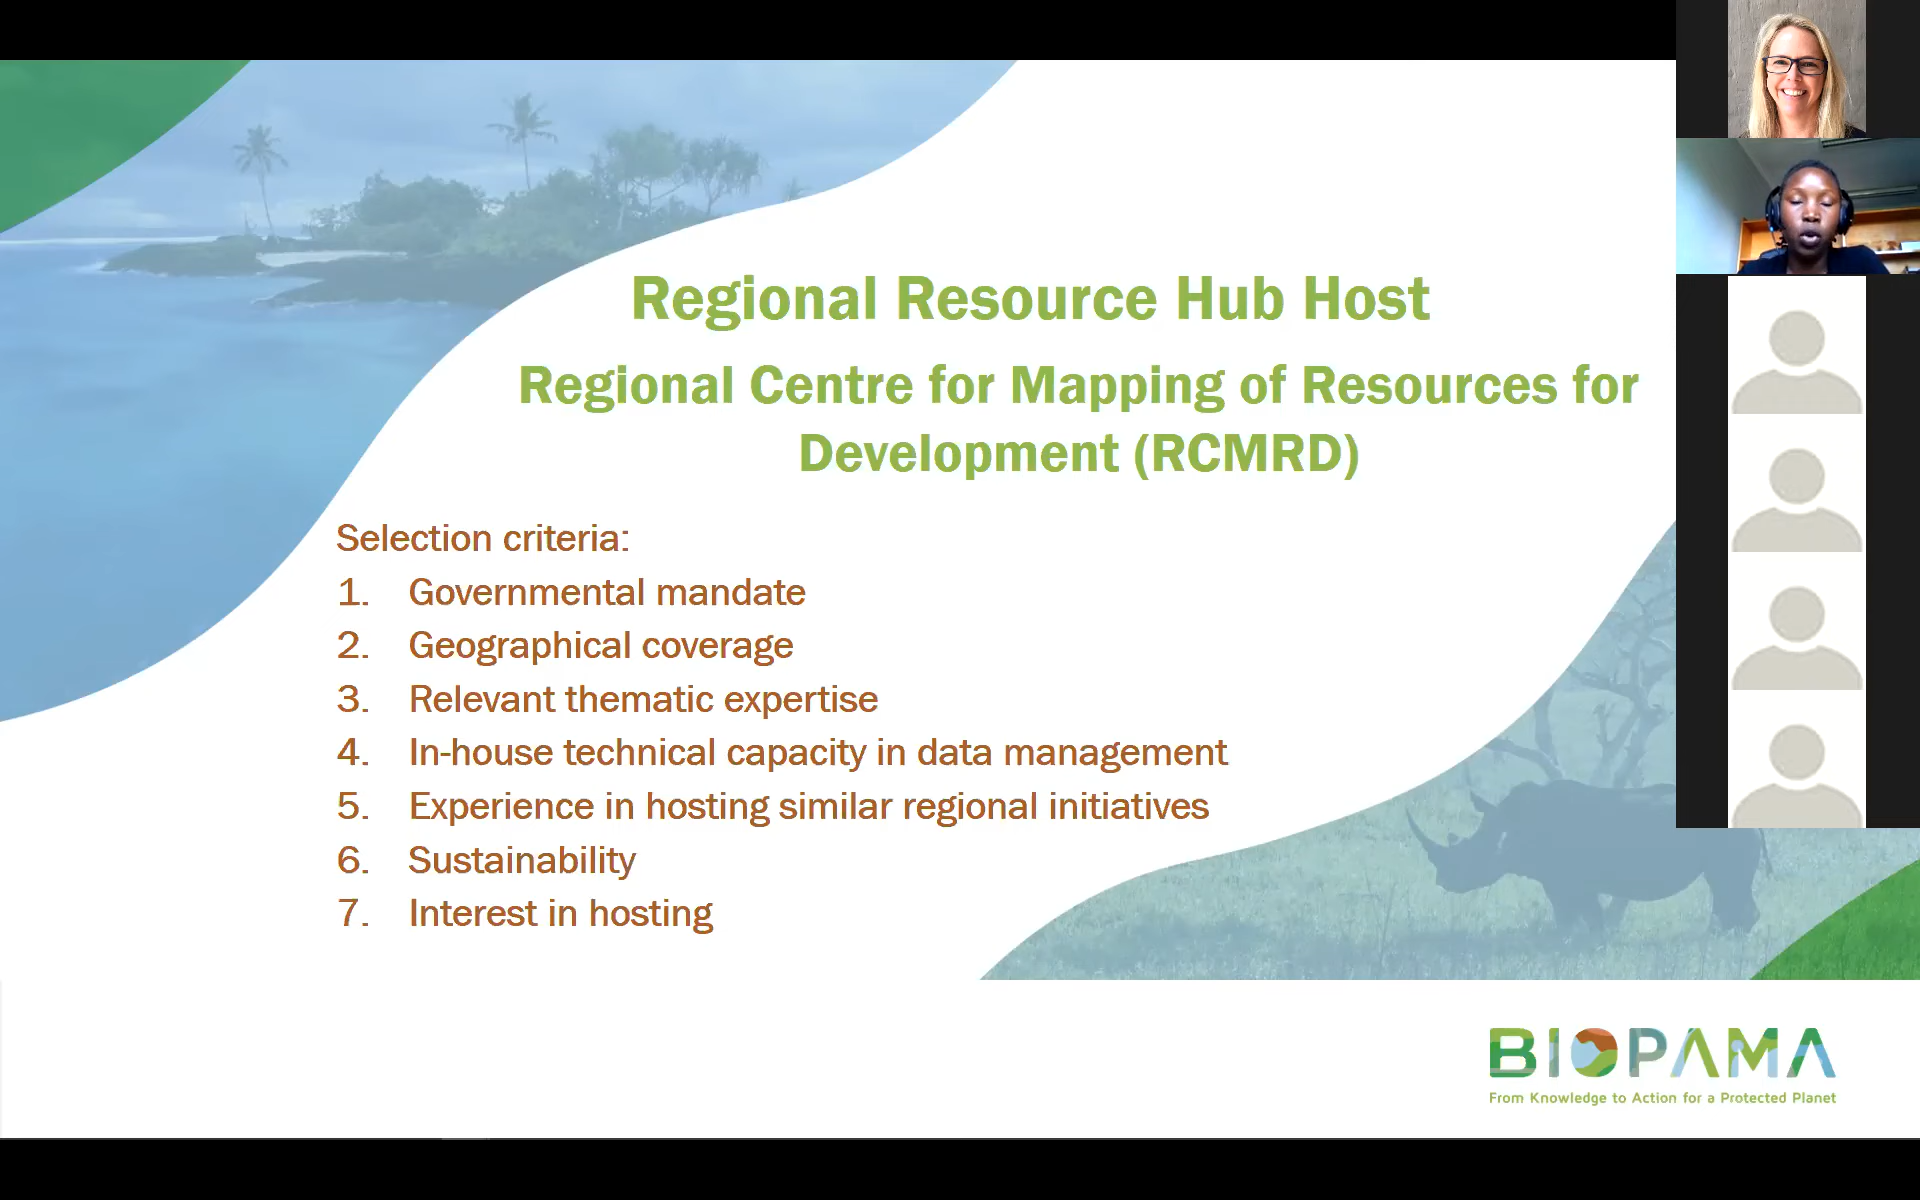 Regional Resource Hub Host
Regional Centre for Mapping of Resources for
Development (RCMRD)
Selection criteria:
1. Governmental mandate
2. Geographical coverage
3. Relevant thematic expertise
4. In-house technical capacity in data management
5. Experience in hosting similar regional initiatives
6. Sustainability
7. Interest in hosting
BIOPAMA
From Knowledge to Action for a Protected Planet